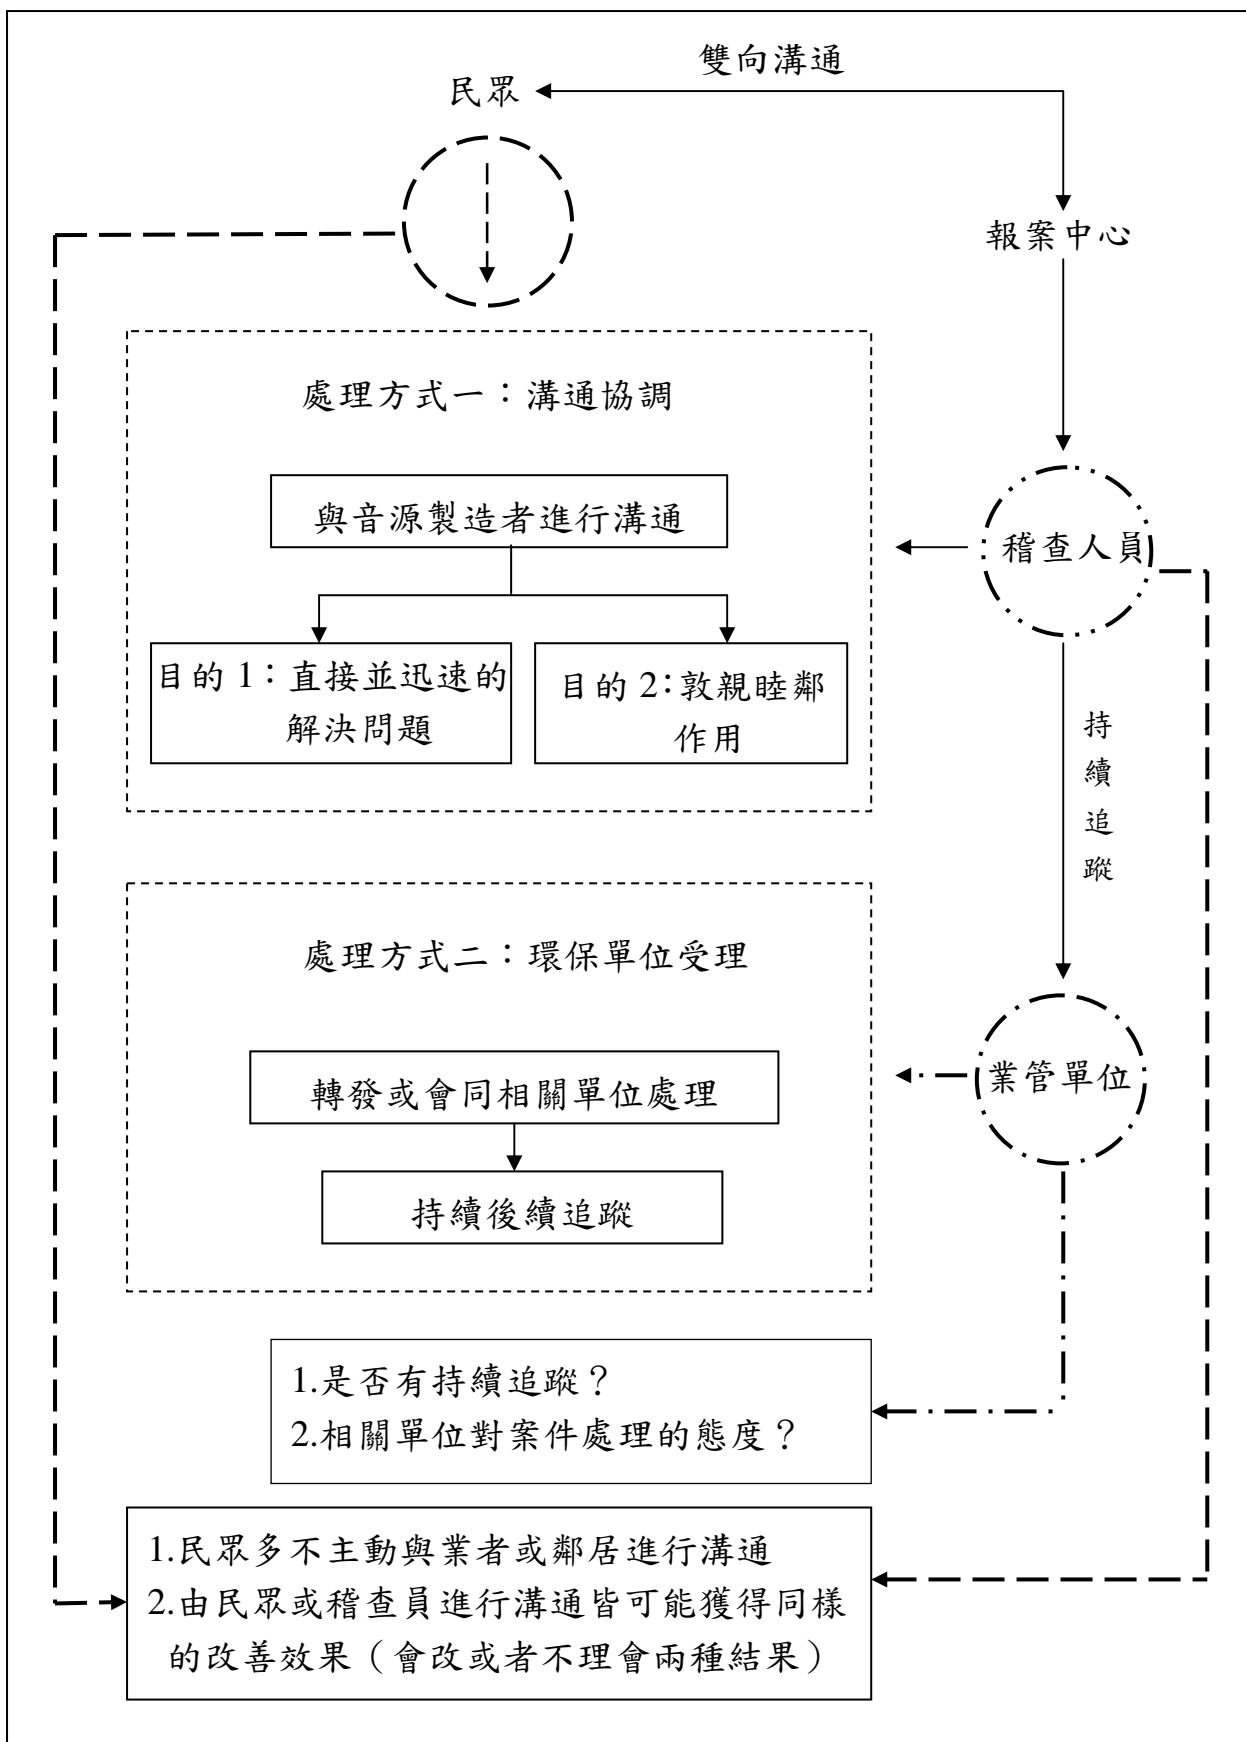 雙向溝通
民眾
報案中心
處理方式一：溝通協調
與音源製造者進行溝通
稽查人員
目的 1：直接並迅速的
解決問題
目的 2：敦親睦鄰
作用
持
續
追
蹤
處理方式二：環保單位受理
轉發或會同相關單位處理
業管單位
持續後續追蹤
1.是否有持續追蹤？
2.相關單位對案件處理的態度？
1.民眾多不主動與業者或鄰居進行溝通
2.由民眾或稽查員進行溝通皆可能獲得同樣
的改善效果（會改或者不理會兩種結果）